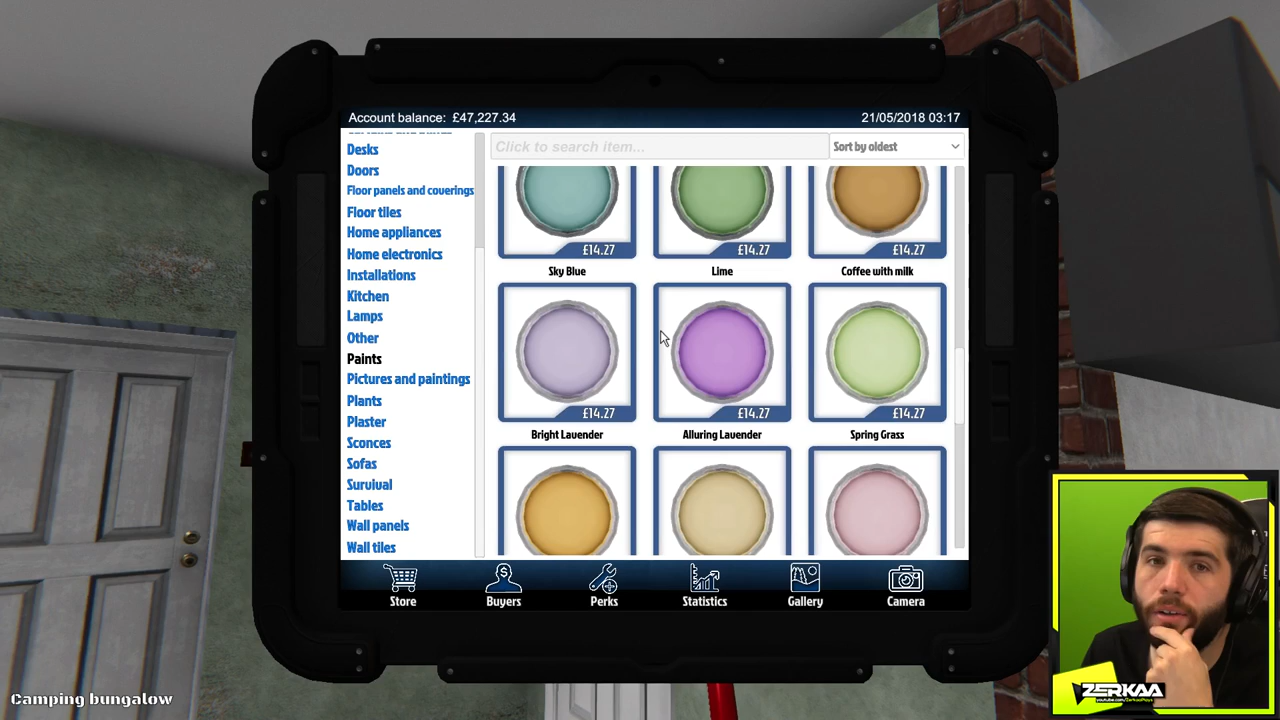 Account balance: £47,227.34
21/05/2018 03:17
Click to search item...
Sort by oldest
Desks
Doors
Floor panels and coverings
Floor tiles
Home appliances
Home electronics
Installations
Kitchen
Lamps
Other
Paints
Pictures and paintings
Plants
Plaster
Sconces
Sofas
Survival
Tables
Wall panels
Wall tiles
£14.27 £14.27 £14.27
Sky Blue Lime Coffee with milk
£14.27 £14.27 £14.27
Bright Lavender Alluring Lavender Spring Grass
Store Buyers Perks Statistics Gallery Camera
Camping bungalow
ZERKAA